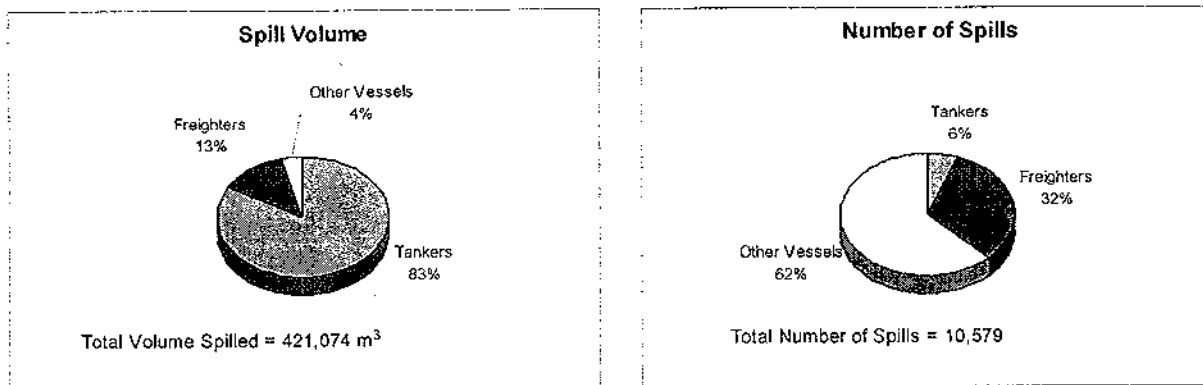 Spill Volume
Other Vessels
4%
Freighters
13%
Tankers
83%
Total Volume Spilled = 421,074 m³
Number of Spills
Tankers
6%
Freighters
32%
Other Vessels
62%
Total Number of Spills = 10,579